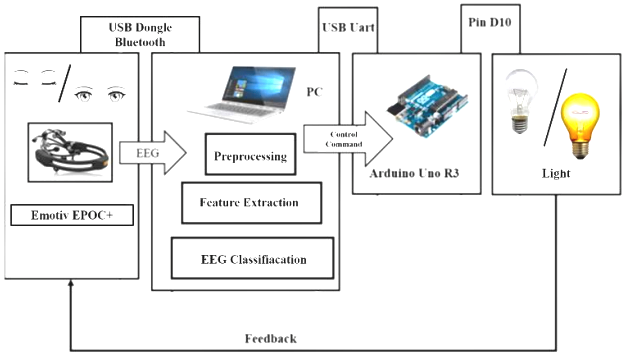 USB Dongle
Bluetooth
USB Uart
Pin D10
PC
EEG
Control
Command
Preprocessing
Arduino Uno R3
Light
Feature Extraction
Emotiv EPOC+
EEG Classifiacation
Feedback